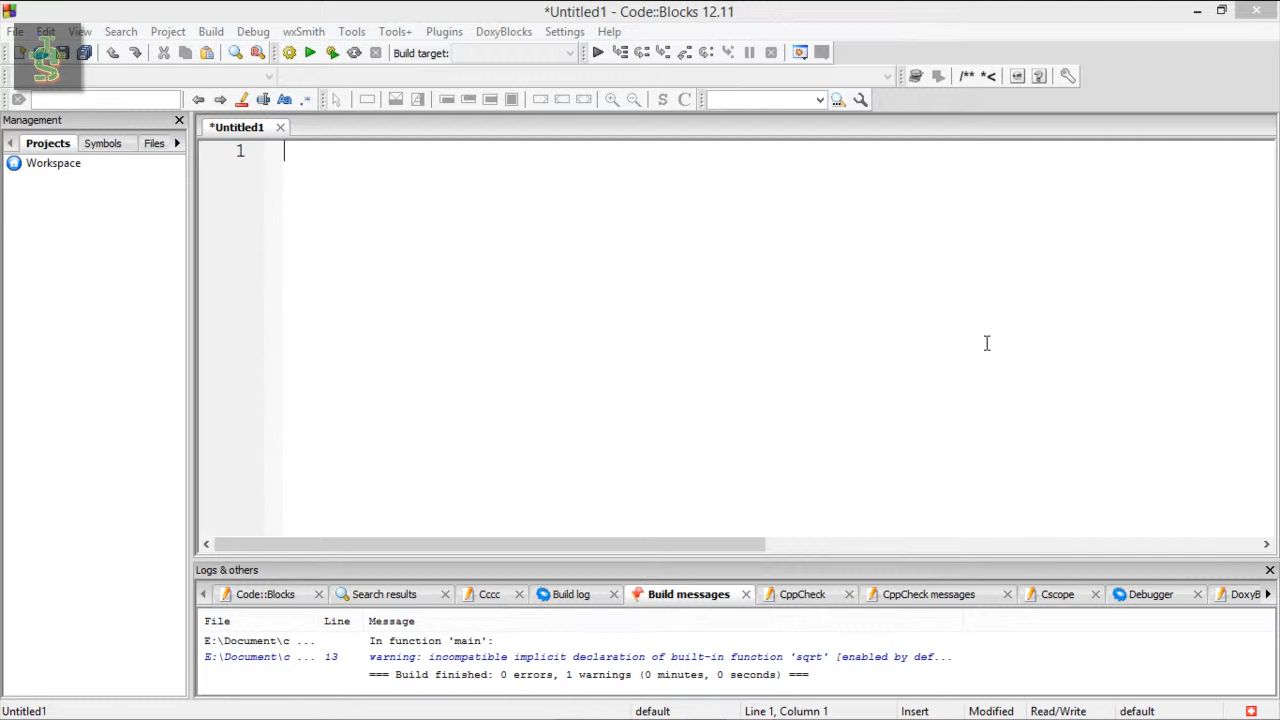 *Untitled1 - Code::Blocks 12.11
File Edit View Search Project Build Debug wxSmith Tools Tools+ Plugins DoxyBlocks Settings Help
Build target:
/** *<
Aa .*
S C
Management
Projects Symbols Files
Workspace
*Untitled1
1
Logs & others
Code::Blocks Search results Cccc Build log Build messages CppCheck CppCheck messages Cscope Debugger DoxyB
File Line Message
E:\Document\c ... In function 'main':
E:\Document\c ... 13 warning: incompatible implicit declaration of built-in function 'sqrt' [enabled by def...
=== Build finished: 0 errors, 1 warnings (0 minutes, 0 seconds) ===
Untitled1 default Line 1, Column 1 Insert Modified Read/Write default